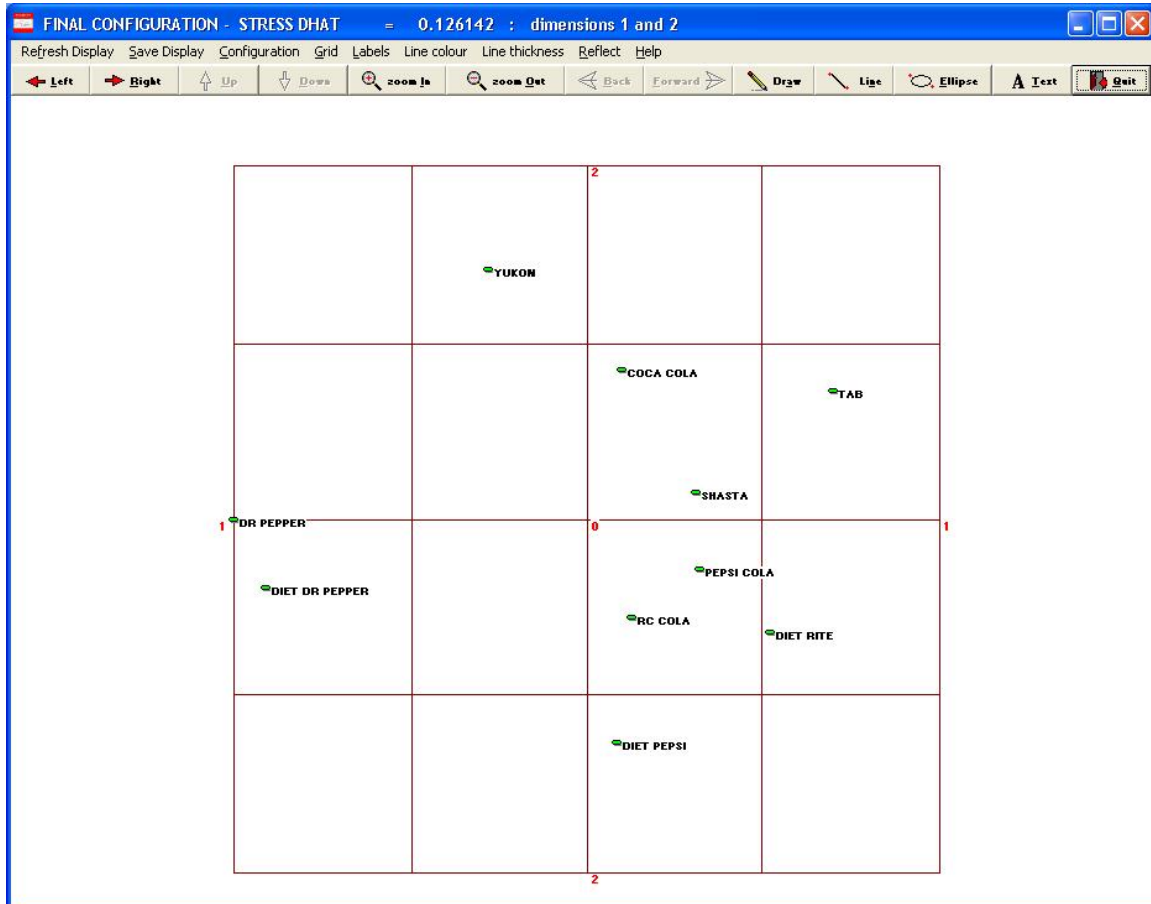 FINAL CONFIGURATION - STRESS DHAT = 0.126142 : dimensions 1 and 2
Refresh Display Save Display Configuration Grid Labels Line colour Line thickness Reflect Help
Left Right Up Down zoom In zoom Out Back Forward Draw Line Ellipse A Text Quit
2
YUKON
COCA COLA
TAB
SHASTA
1 DR PEPPER 0 1
PEPSI COLA
DIET DR PEPPER
RC COLA
DIET RITE
DIET PEPSI
2